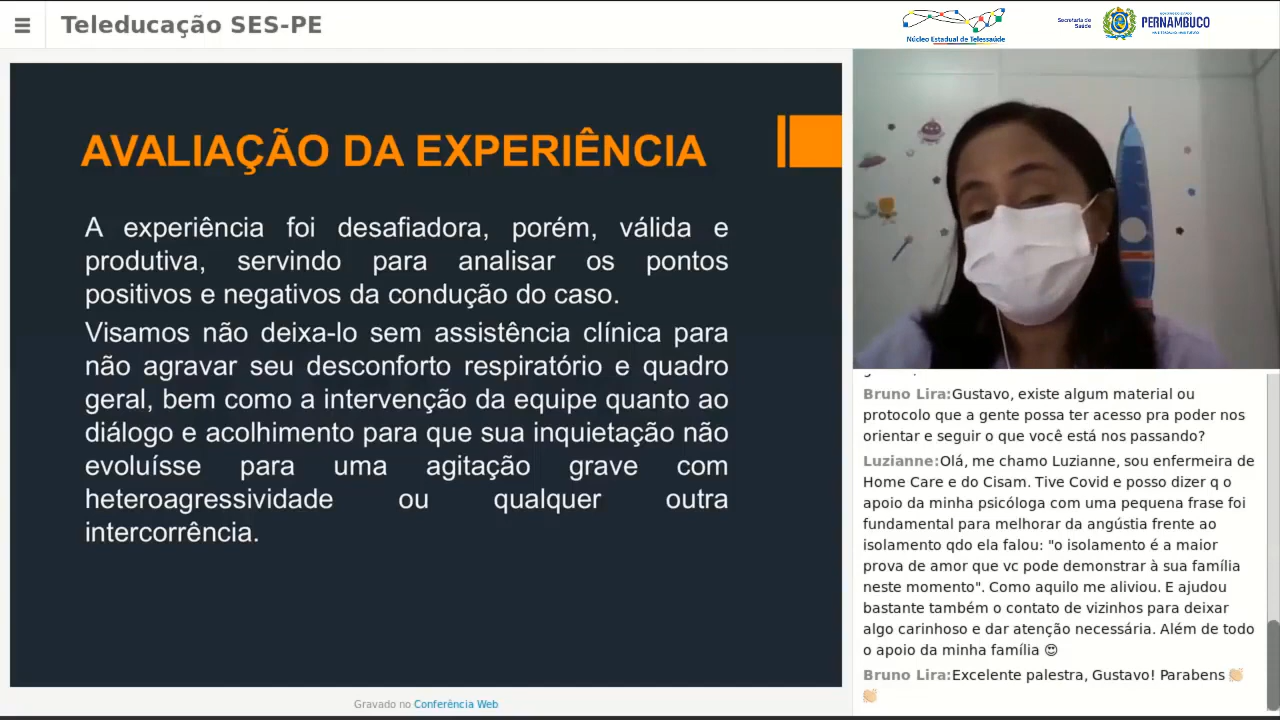 Teleducação SES-PE
Núcleo Estadual de Telessaúde
Secretaria de
Saúde
PERNAMBUCO
AVALIAÇÃO DA EXPERIÊNCIA
A experiência foi desafiadora, porém, válida e
produtiva, servindo para analisar os pontos
positivos e negativos da condução do caso.
Visamos não deixa-lo sem assistência clínica para
não agravar seu desconforto respiratório e quadro
geral, bem como a intervenção da equipe quanto ao
diálogo e acolhimento para que sua inquietação não
evoluísse para uma agitação grave com
heteroagressividade ou qualquer outra
intercorrência.
Gravado no Conferência Web
Bruno Lira:Gustavo, existe algum material ou
protocolo que a gente possa ter acesso pra poder nos
orientar e seguir o que você está nos passando?
Luzianne:Olá, me chamo Luzianne, sou enfermeira de
Home Care e do Cisam. Tive Covid e posso dizer q o
apoio da minha psicóloga com uma pequena frase foi
fundamental para melhorar da angústia frente ao
isolamento qdo ela falou: "o isolamento é a maior
prova de amor que vc pode demonstrar à sua família
neste momento". Como aquilo me aliviou. E ajudou
bastante também o contato de vizinhos para deixar
algo carinhoso e dar atenção necessária. Além de todo
o apoio da minha família 😍
Bruno Lira:Excelente palestra, Gustavo! Parabens 👏🏼
👏🏼